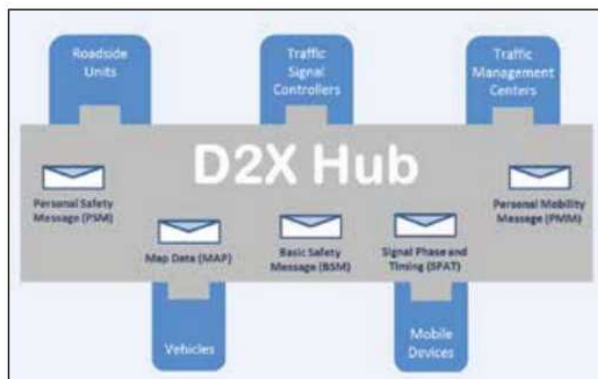 Roadside
Units
Traffic
Signal
Controllers
Traffic
Management
Centers
D2X Hub
Personal Safety
Message (PSM)
Map Data (MAP)
Basic Safety
Message (BSM)
Signal Phase and
Timing (SPAT)
Personal Mobility
Message (PMM)
Vehicles
Mobile
Devices